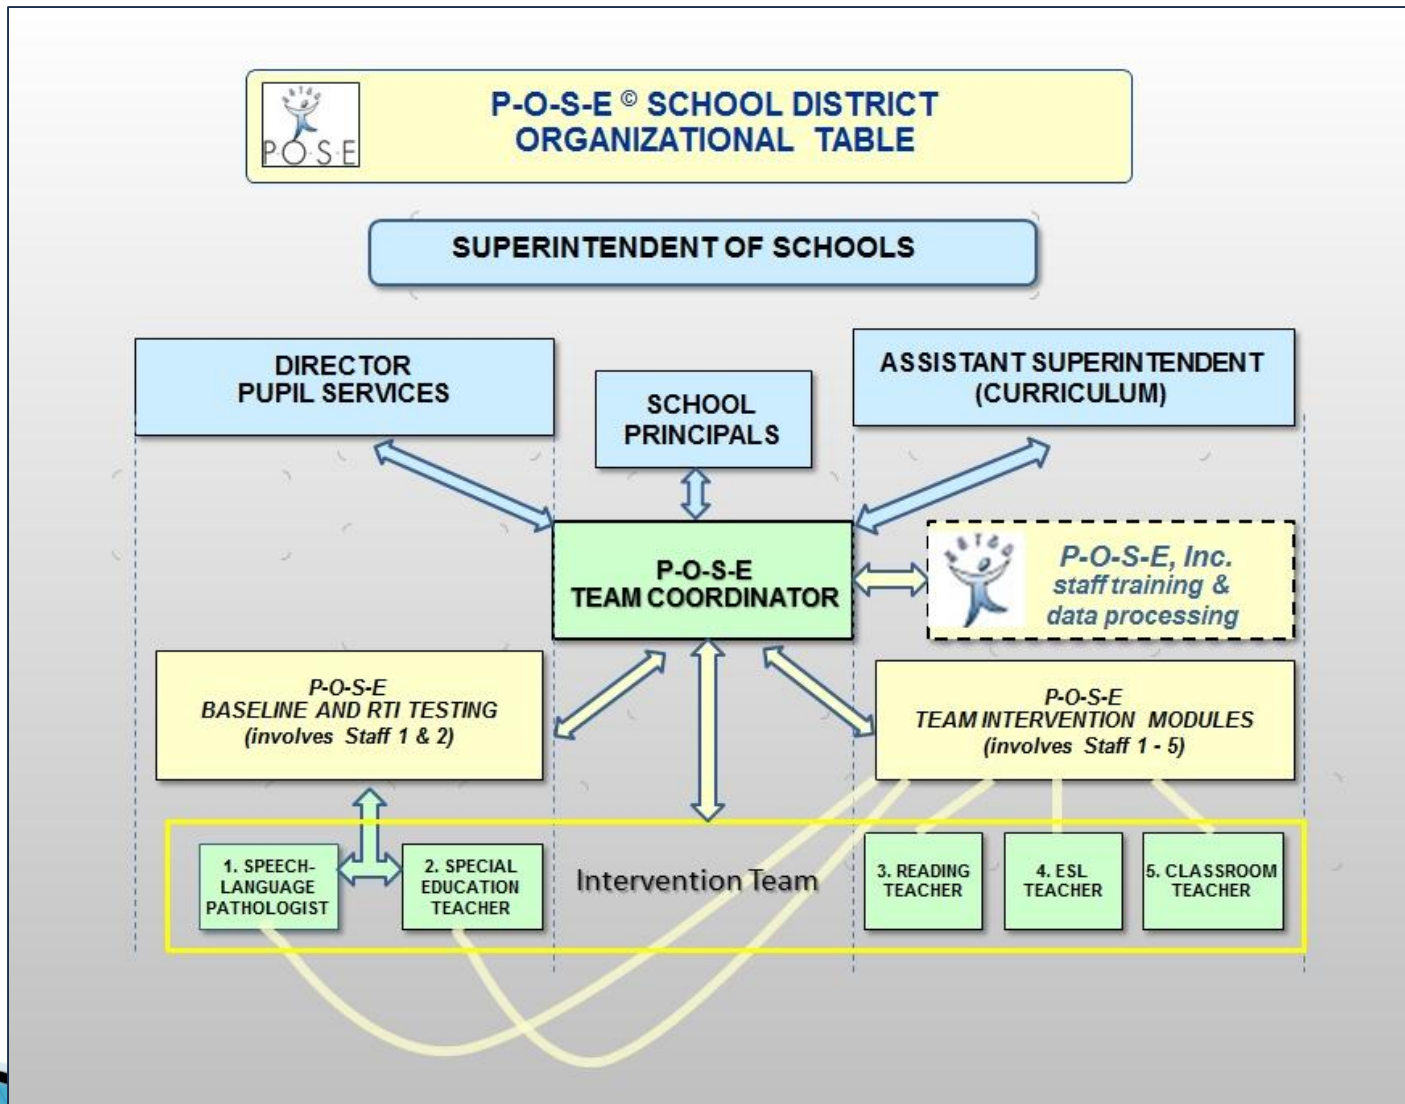 P-O-S-E © SCHOOL DISTRICT
ORGANIZATIONAL TABLE
P·O·S·E
SUPERINTENDENT OF SCHOOLS
DIRECTOR
PUPIL SERVICES
SCHOOL
PRINCIPALS
ASSISTANT SUPERINTENDENT
(CURRICULUM)
P-O-S-E
TEAM COORDINATOR
P-O-S-E, Inc.
staff training &
data processing
P-O-S-E
BASELINE AND RTI TESTING
(involves Staff 1 & 2)
P-O-S-E
TEAM INTERVENTION MODULES
(involves Staff 1 - 5)
1. SPEECH-
LANGUAGE
PATHOLOGIST
2. SPECIAL
EDUCATION
TEACHER
Intervention Team
3. READING
TEACHER
4. ESL
TEACHER
5. CLASSROOM
TEACHER